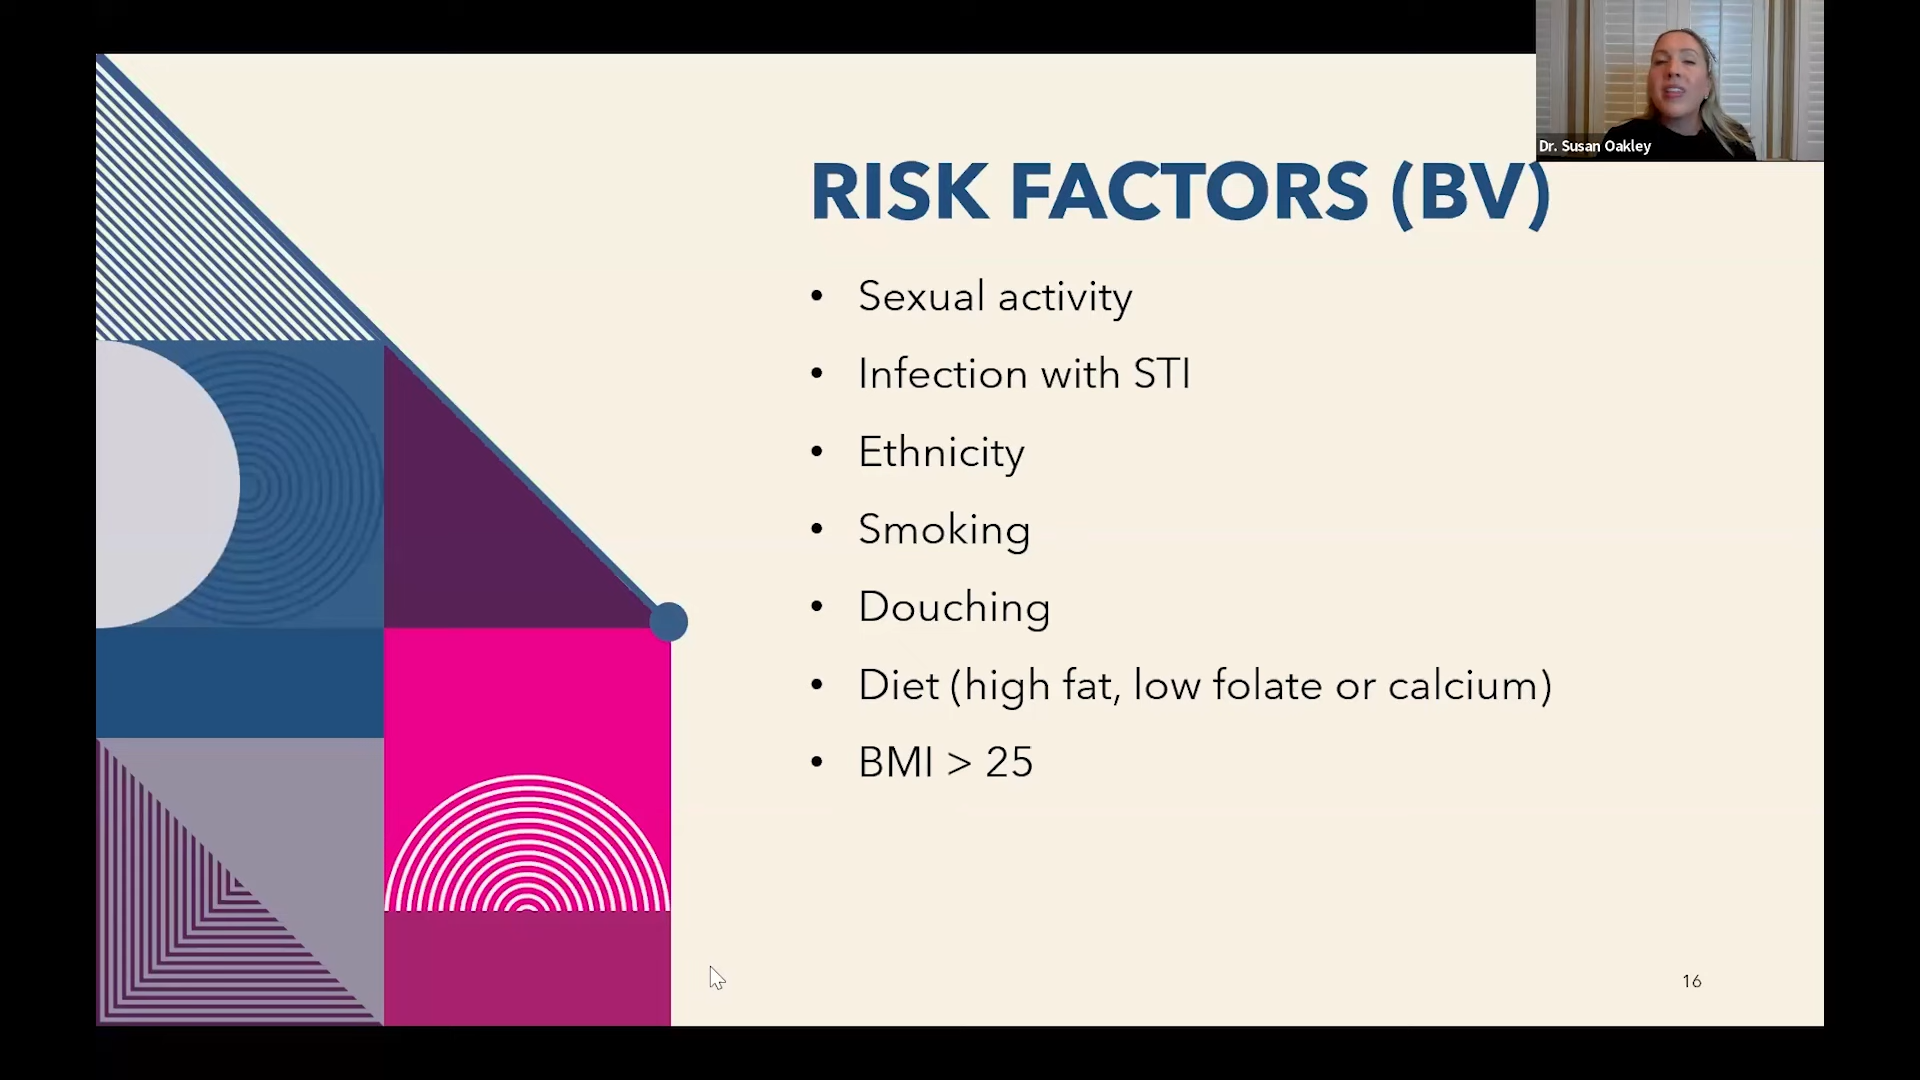 Dr. Susan Oakley
RISK FACTORS (BV)
• Sexual activity
• Infection with STI
• Ethnicity
• Smoking
• Douching
• Diet (high fat, low folate or calcium)
• BMI > 25
16